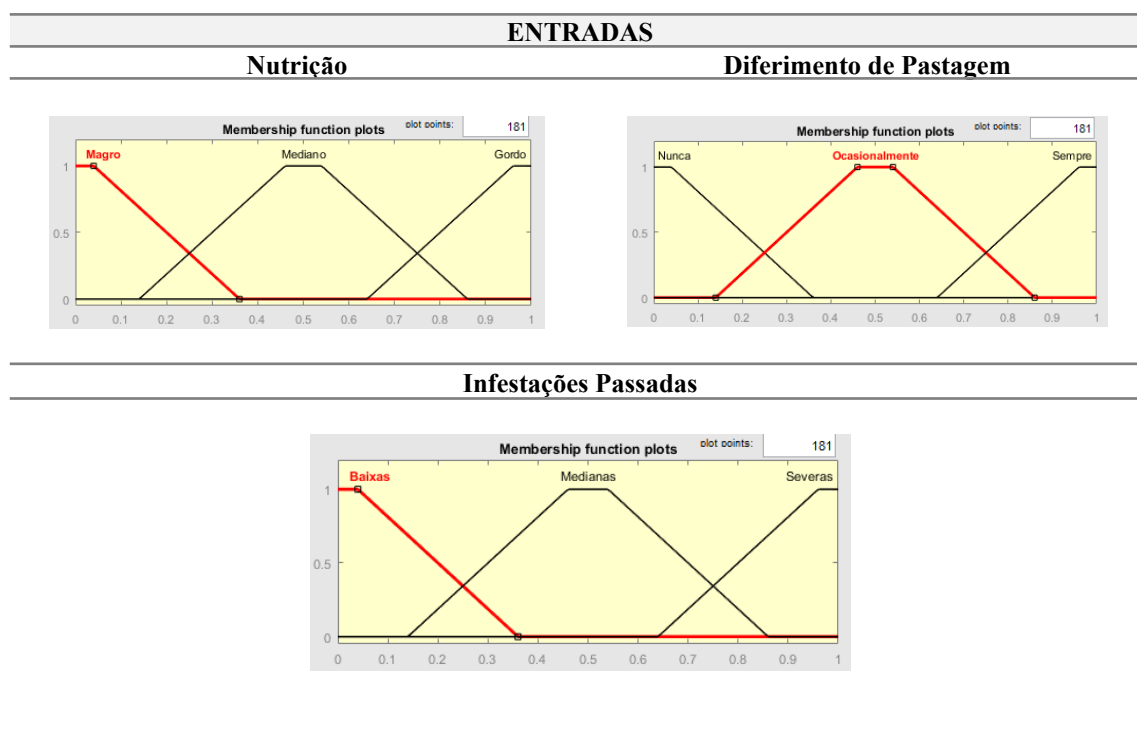 ENTRADAS
Nutrição
Diferimento de Pastagem
Membership function plots
plot points:
181
Magro
Mediano
Gordo
1
0.5
0
0 0.1 0.2 0.3 0.4 0.5 0.6 0.7 0.8 0.9 1
Membership function plots
plot points:
181
Nunca
Ocasionalmente
Sempre
1
0.5
0
0 0.1 0.2 0.3 0.4 0.5 0.6 0.7 0.8 0.9 1
Infestações Passadas
Membership function plots
plot points:
181
Baixas
Medianas
Severas
1
0.5
0
0 0.1 0.2 0.3 0.4 0.5 0.6 0.7 0.8 0.9 1